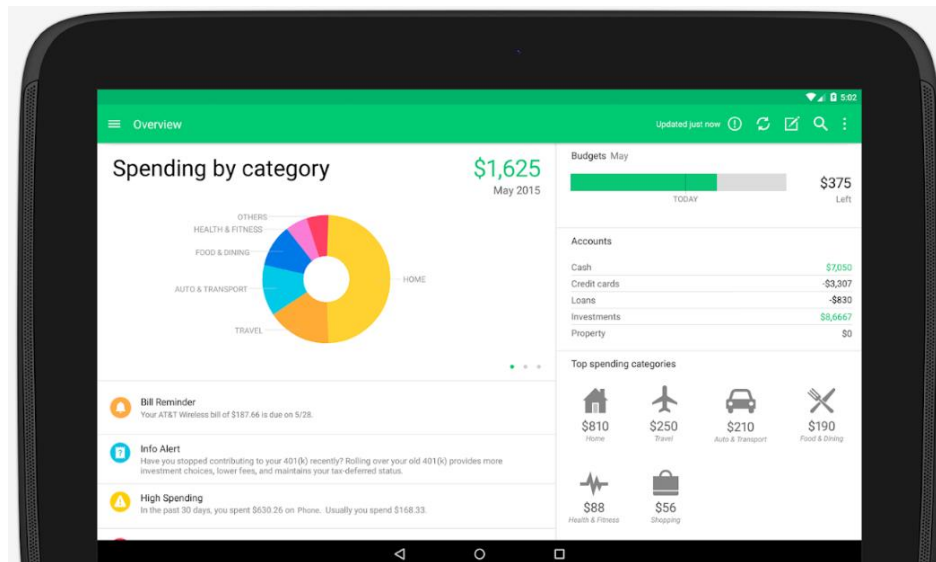 5:02
Overview
Updated just now
Spending by category
$1,625
May 2015
OTHERS
HEALTH & FITNESS
FOOD & DINING
AUTO & TRANSPORT
TRAVEL
HOME
Bill Reminder
Your AT&T Wireless bill of $187.66 is due on 5/28.
Info Alert
Have you stopped contributing to your 401(k) recently? Rolling over your old 401(k) provides more
investment choices, lower fees, and maintains your tax-deferred status.
High Spending
In the past 30 days, you spent $630.26 on Phone. Usually you spend $168.33.
Budgets May
$375
Left
TODAY
Accounts
Cash $7,050
Credit cards -$3,307
Loans -$830
Investments $8,6667
Property $0
Top spending categories
$810 $250 $210 $190
Home Travel Auto & Transport Food & Dining
$88 $56
Health & Fitness Shopping